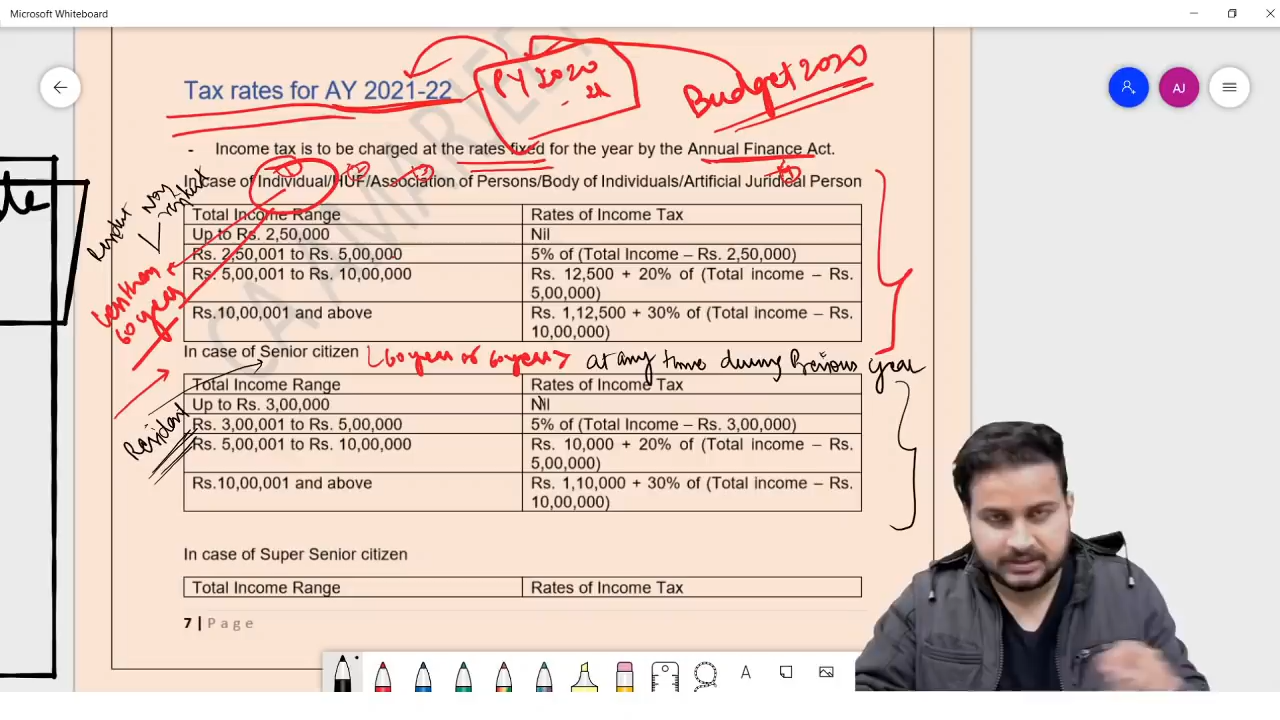 Microsoft Whiteboard
AJ
Tax rates for AY 2021-22
PY 2020
- 21
Budget 2020
- Income tax is to be charged at the rates fixed for the year by the Annual Finance Act.
In case of Individual/HUF/Association of Persons/Body of Individuals/Artificial Juridical Person
Total Income Range Rates of Income Tax
Up to Rs. 2,50,000 Nil
Rs. 2,50,001 to Rs. 5,00,000 5% of (Total Income – Rs. 2,50,000)
Rs. 5,00,001 to Rs. 10,00,000 Rs. 12,500 + 20% of (Total income – Rs.
5,00,000)
Rs.10,00,001 and above Rs. 1,12,500 + 30% of (Total income – Rs.
10,00,000)
Less than
60 years
In case of Senior citizen
60 years or 60 years > at any time during Previous year
Total Income Range Rates of Income Tax
Up to Rs. 3,00,000 Nil
Rs. 3,00,001 to Rs. 5,00,000 5% of (Total Income – Rs. 3,00,000)
Rs. 5,00,001 to Rs. 10,00,000 Rs. 10,000 + 20% of (Total income – Rs.
5,00,000)
Rs.10,00,001 and above Rs. 1,10,000 + 30% of (Total income – Rs.
10,00,000)
Resident
In case of Super Senior citizen
Total Income Range Rates of Income Tax
7 | Page
A